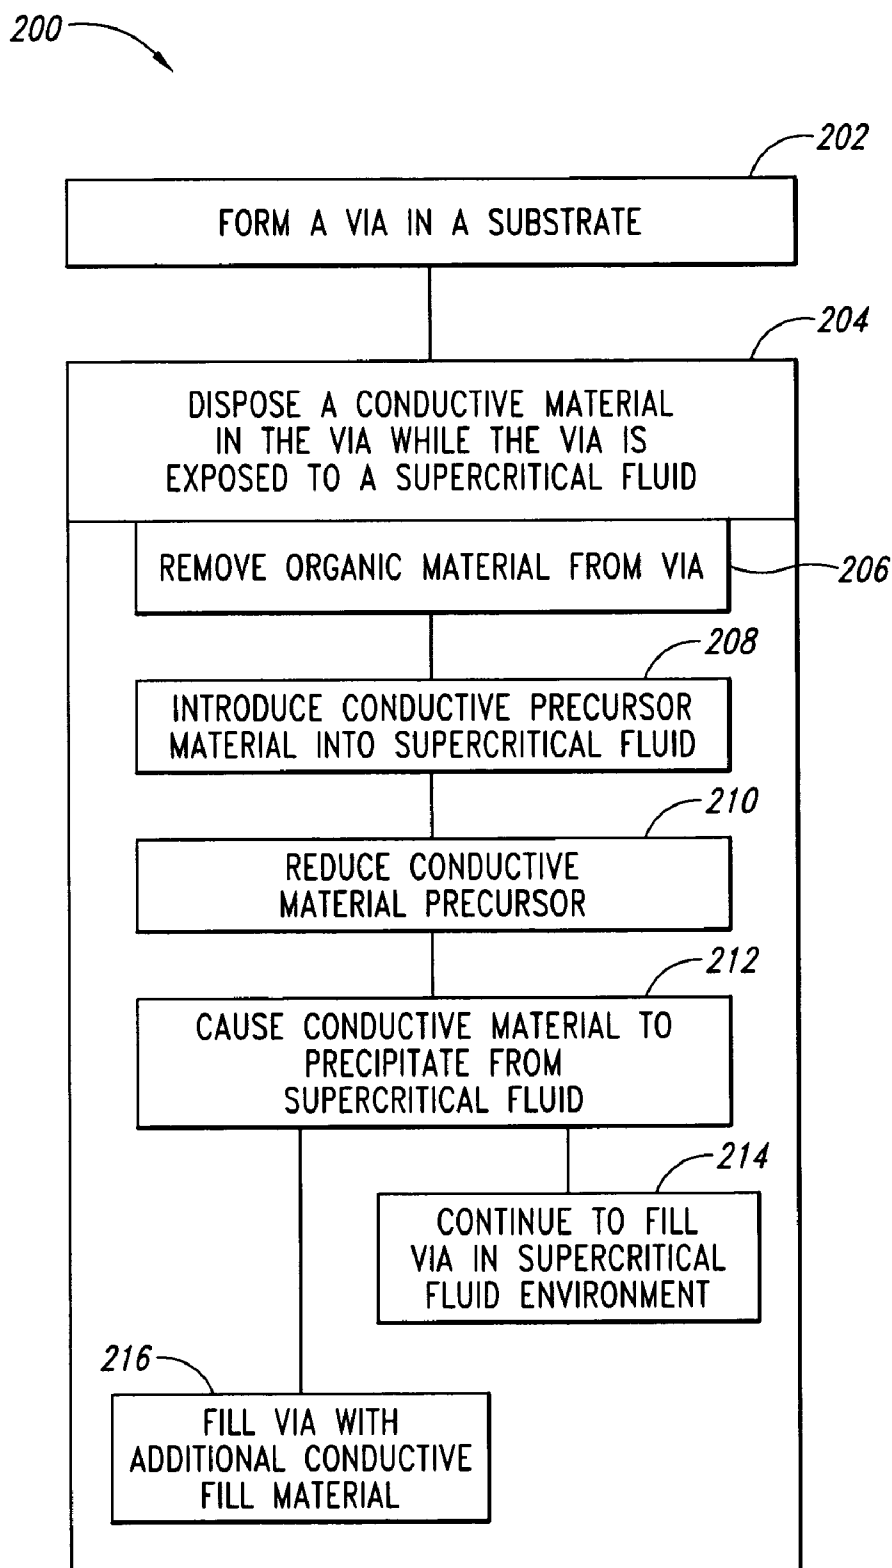 200
202
FORM A VIA IN A SUBSTRATE
204
DISPOSE A CONDUCTIVE MATERIAL
IN THE VIA WHILE THE VIA IS
EXPOSED TO A SUPERCRITICAL FLUID
REMOVE ORGANIC MATERIAL FROM VIA
206
208
INTRODUCE CONDUCTIVE PRECURSOR
MATERIAL INTO SUPERCRITICAL FLUID
210
REDUCE CONDUCTIVE
MATERIAL PRECURSOR
212
CAUSE CONDUCTIVE MATERIAL TO
PRECIPITATE FROM
SUPERCRITICAL FLUID
214
CONTINUE TO FILL
VIA IN SUPERCRITICAL
FLUID ENVIRONMENT
216
FILL VIA WITH
ADDITIONAL CONDUCTIVE
FILL MATERIAL